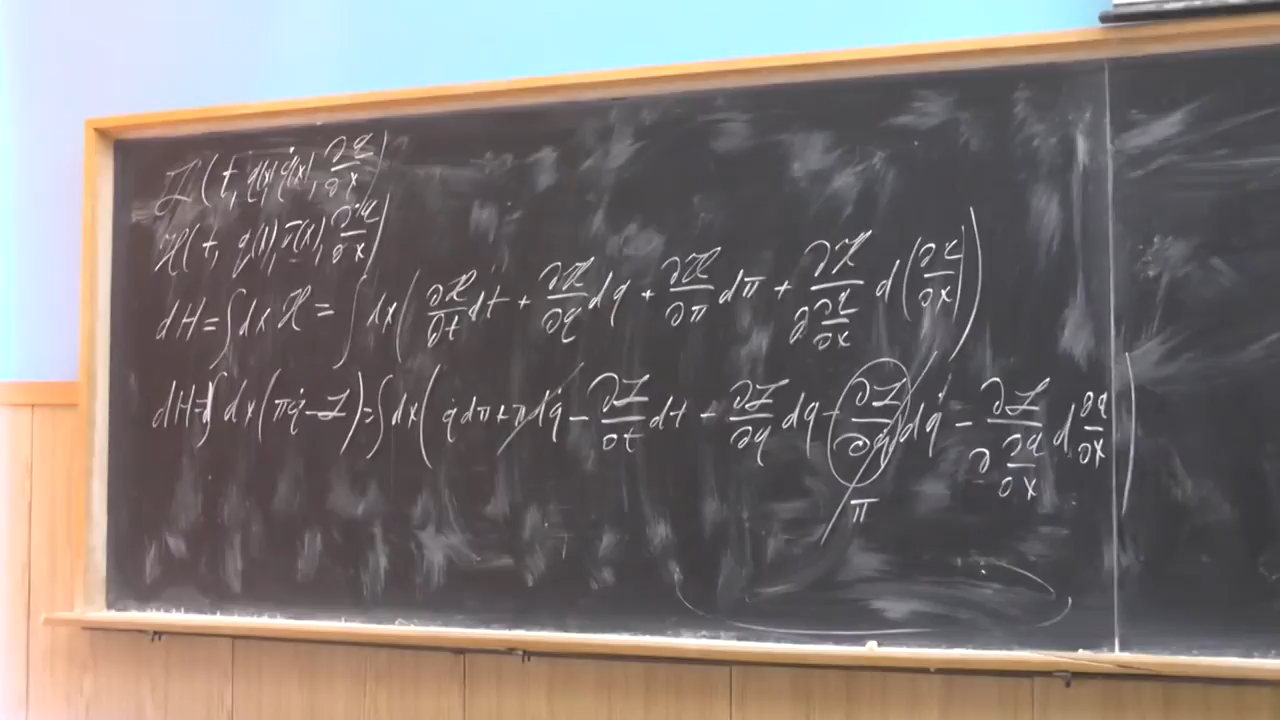 ℒ(t, q(x), q̇(x), ∂q/∂x)
ℋ(t, q(x), π(x), ∂q/∂x)
dH = ∫dx ℋ = ∫ dx( ∂ℋ/∂t dt + ∂ℋ/∂q dq + ∂ℋ/∂π dπ + ∂ℋ/∂(∂q/∂x) d(∂q/∂x) )
dH = ∫ dx(πq̇ - ℒ) = ∫dx( q̇dπ + πdq̇ - ∂ℒ/∂t dt - ∂ℒ/∂q dq - ∂ℒ/∂q̇ dq̇ - ∂ℒ/∂(∂q/∂x) d ∂q/∂x )
π